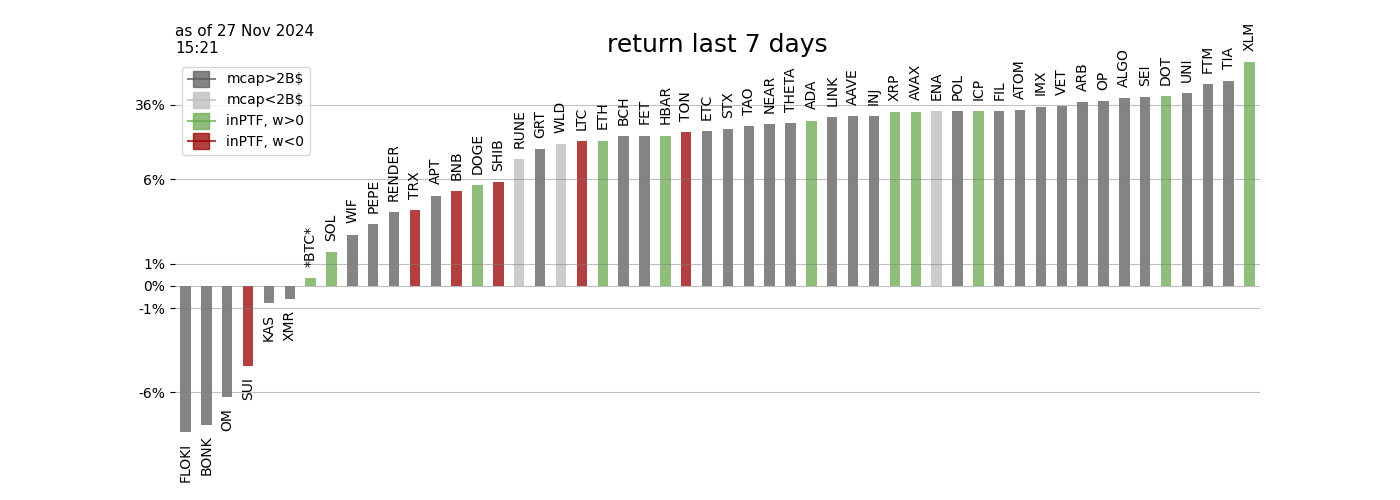 as of 27 Nov 2024
15:21
return last 7 days
mcap>2B$
mcap<2B$
inPTF, w>0
inPTF, w<0
36%
6%
1%
0%
-1%
-6%
FLOKI
BONK
OM
SUI
KAS
XMR
*BTC*
SOL
WIF
PEPE
RENDER
TRX
APT
BNB
DOGE
SHIB
RUNE
GRT
WLD
LTC
ETH
BCH
FET
HBAR
TON
ETC
STX
TAO
NEAR
THETA
ADA
LINK
AAVE
INJ
XRP
AVAX
ENA
POL
ICP
FIL
ATOM
IMX
VET
ARB
OP
ALGO
SEI
DOT
UNI
FTM
TIA
XLM